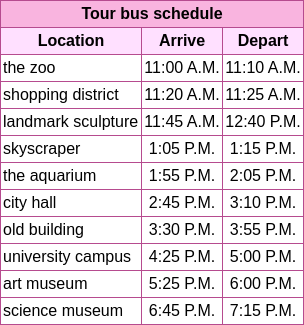 Tour bus schedule
Location Arrive Depart
the zoo 11:00 A.M. 11:10 A.M.
shopping district 11:20 A.M. 11:25 A.M.
landmark sculpture 11:45 A.M. 12:40 P.M.
skyscraper 1:05 P.M. 1:15 P.M.
the aquarium 1:55 P.M. 2:05 P.M.
city hall 2:45 P.M. 3:10 P.M.
old building 3:30 P.M. 3:55 P.M.
university campus 4:25 P.M. 5:00 P.M.
art museum 5:25 P.M. 6:00 P.M.
science museum 6:45 P.M. 7:15 P.M.